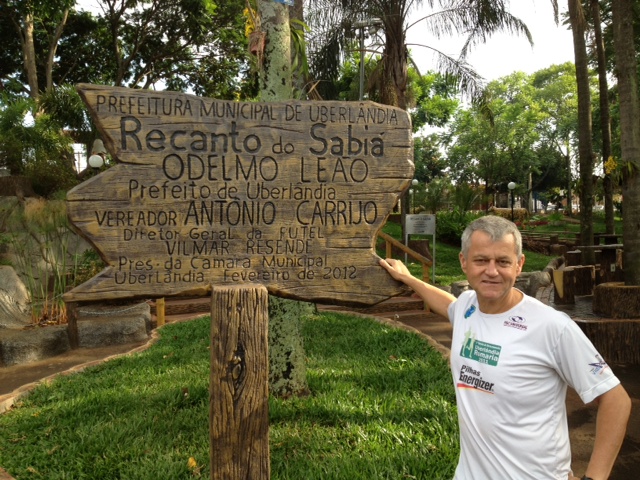 PREFEITURA MUNICIPAL DE UBERLÂNDIA
Recanto do Sabiá
ODELMO LEÃO
Prefeito de Uberlândia
VEREADOR ANTÔNIO CARRIJO
Diretor Geral da FUTEL
VILMAR RESENDE
Pres. da Câmara Municipal
Uberlândia Fevereiro de 2012
Pilhas
Energizer